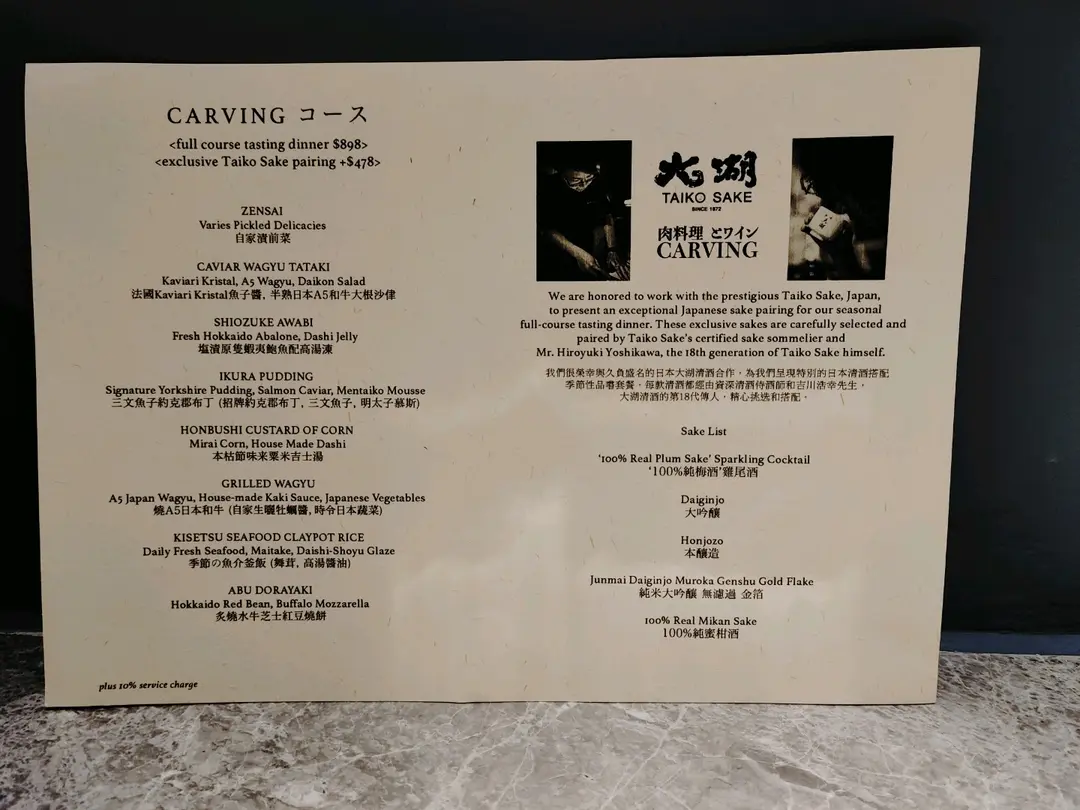 CARVING コース
<full course tasting dinner $898>
<exclusive Taiko Sake pairing +$478>
ZENSAI
Varies Pickled Delicacies
自家漬前菜
CAVIAR WAGYU TATAKI
Kaviari Kristal, A5 Wagyu, Daikon Salad
法國Kaviari Kristal魚子醬, 半熟日本A5和牛大根沙律
SHIOZUKE AWABI
Fresh Hokkaido Abalone, Dashi Jelly
塩漬原隻蝦夷鮑魚配高湯凍
IKURA PUDDING
Signature Yorkshire Pudding, Salmon Caviar, Mentaiko Mousse
三文魚子約克郡布丁 (招牌約克郡布丁, 三文魚子, 明太子慕斯)
HONBUSHI CUSTARD OF CORN
Mirai Corn, House Made Dashi
本枯節味来粟米吉士湯
GRILLED WAGYU
A5 Japan Wagyu, House-made Kaki Sauce, Japanese Vegetables
燒A5日本和牛 (自家生曬牡蠣醬, 時令日本蔬菜)
KISETSU SEAFOOD CLAYPOT RICE
Daily Fresh Seafood, Maitake, Daishi-Shoyu Glaze
季節の魚介釜飯 (舞茸, 高湯醬油)
ABU DORAYAKI
Hokkaido Red Bean, Buffalo Mozzarella
炙燒水牛芝士紅豆燒餅
plus 10% service charge
大湖
TAIKO SAKE
SINCE 1872
肉料理 とワイン
CARVING
We are honored to work with the prestigious Taiko Sake, Japan,
to present an exceptional Japanese sake pairing for our seasonal
full-course tasting dinner. These exclusive sakes are carefully selected and
paired by Taiko Sake's certified sake sommelier and
Mr. Hiroyuki Yoshikawa, the 18th generation of Taiko Sake himself.
我們很榮幸與久負盛名的日本大湖清酒合作，為我們呈現特別的日本清酒搭配
季節性品嚐套餐。每款清酒都經由資深清酒侍酒師和吉川浩幸先生，
大湖清酒的第18代傳人，精心挑选和搭配。
Sake List
'100% Real Plum Sake' Sparkling Cocktail
'100%純梅酒'雞尾酒
Daiginjo
大吟釀
Honjozo
本釀造
Junmai Daiginjo Muroka Genshu Gold Flake
純米大吟釀 無濾過 金箔
100% Real Mikan Sake
100%純蜜柑酒